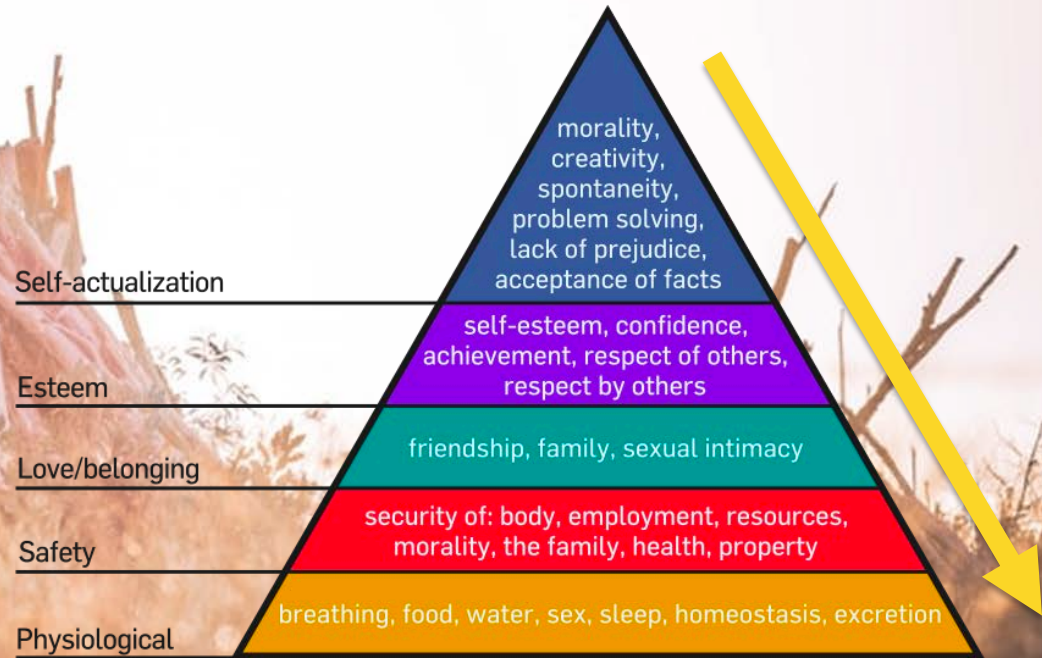 morality,
creativity,
spontaneity,
problem solving,
lack of prejudice,
acceptance of facts
Self-actualization
self-esteem, confidence,
achievement, respect of others,
respect by others
Esteem
friendship, family, sexual intimacy
Love/belonging
security of: body, employment, resources,
morality, the family, health, property
Safety
breathing, food, water, sex, sleep, homeostasis, excretion
Physiological